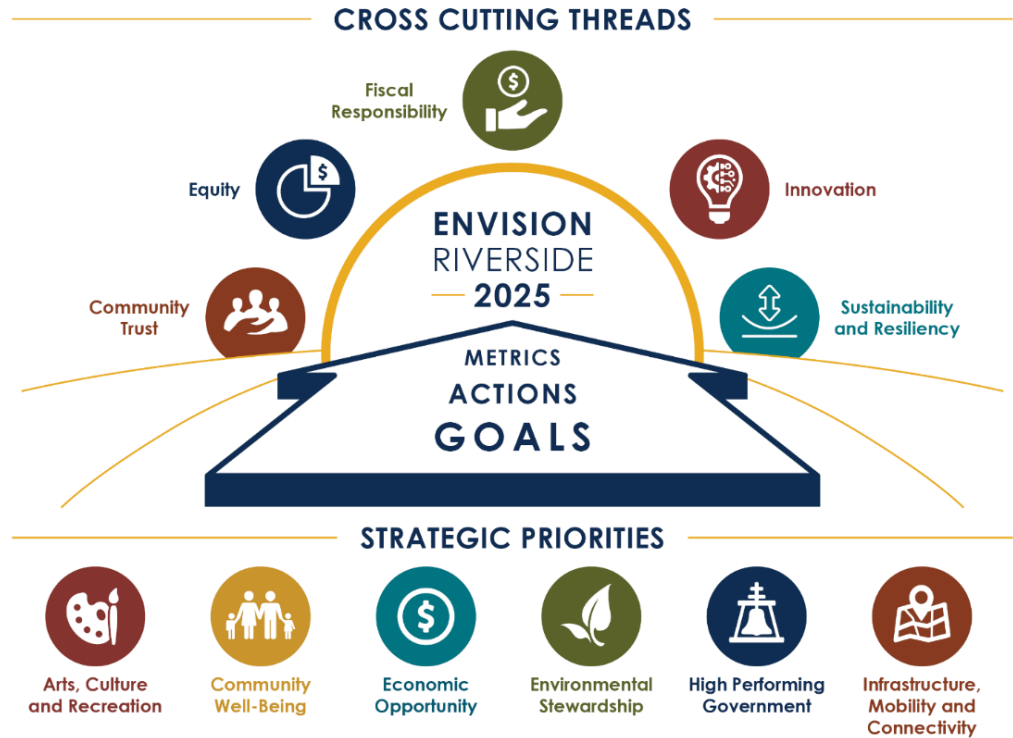 CROSS CUTTING THREADS
Fiscal
Responsibility
$
Equity
$
Innovation
Community
Trust
Sustainability
and Resiliency
ENVISION
RIVERSIDE
2025
METRICS
ACTIONS
GOALS
STRATEGIC PRIORITIES
$
Arts, Culture
and Recreation
Community
Well-Being
Economic
Opportunity
Environmental
Stewardship
High Performing
Government
Infrastructure,
Mobility and
Connectivity